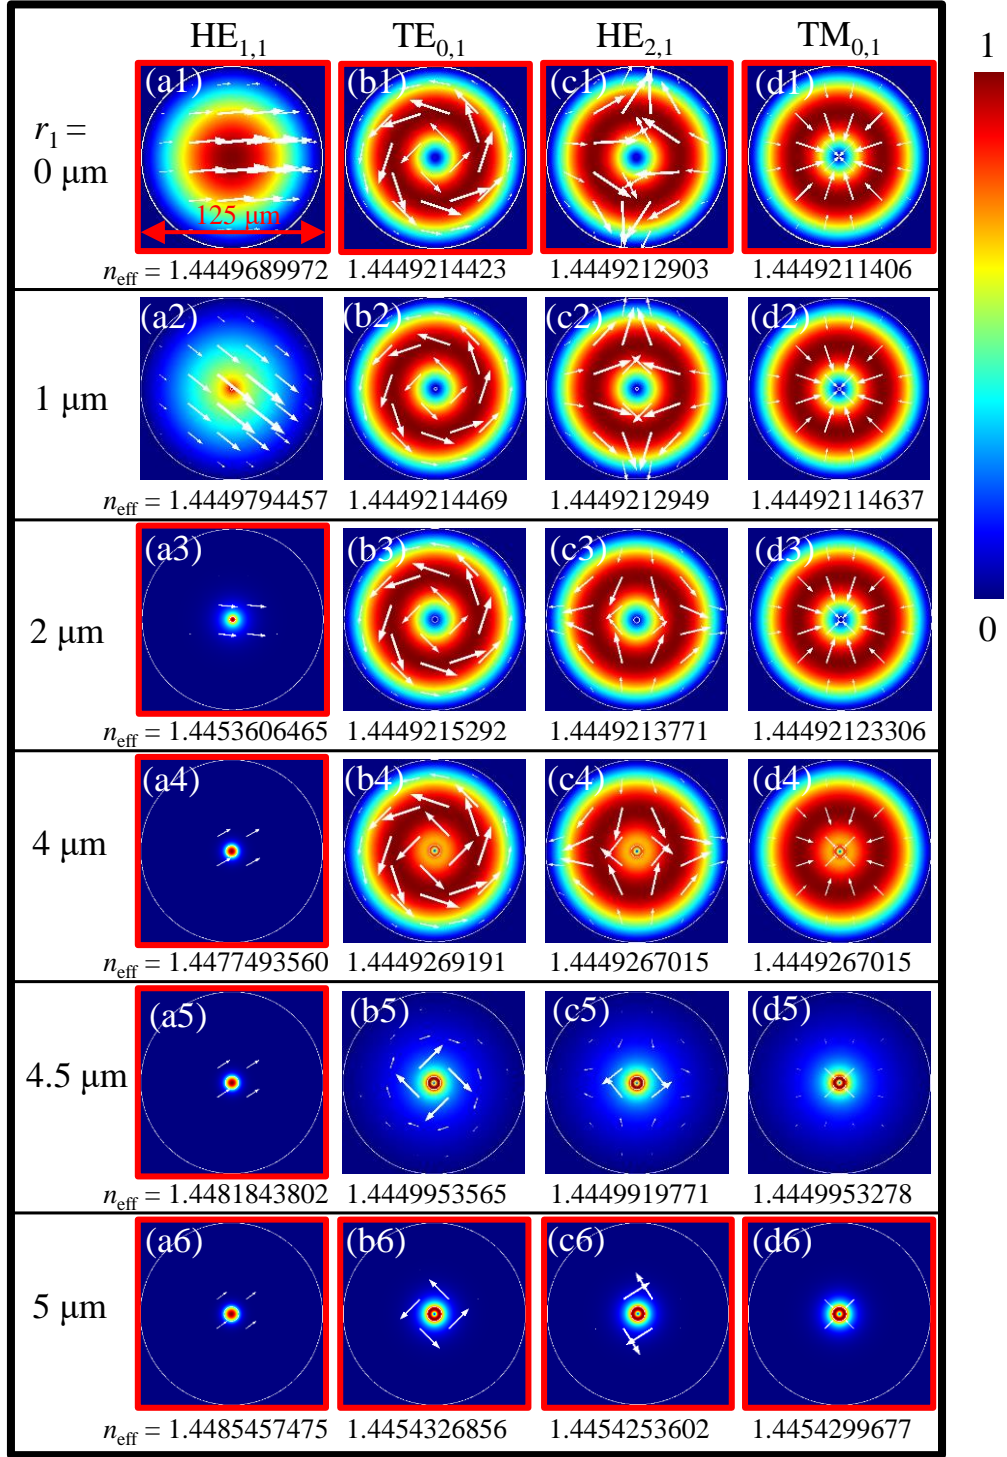 HE1,1 TE0,1 HE2,1 TM0,1
1
(a1) (b1) (c1) (d1)
r1 =
0 μm
125 μm
neff = 1.4449689972 1.4449214423 1.4449212903 1.4449211406
(a2) (b2) (c2) (d2)
1 μm
neff = 1.4449794457 1.4449214469 1.4449212949 1.44492114637
(a3) (b3) (c3) (d3)
0
2 μm
neff = 1.4453606465 1.4449215292 1.4449213771 1.44492123306
(a4) (b4) (c4) (d4)
4 μm
neff = 1.4477493560 1.4449269191 1.4449267015 1.4449267015
(a5) (b5) (c5) (d5)
4.5 μm
neff = 1.4481843802 1.4449953565 1.4449919771 1.4449953278
(a6) (b6) (c6) (d6)
5 μm
neff = 1.4485457475 1.4454326856 1.4454253602 1.4454299677